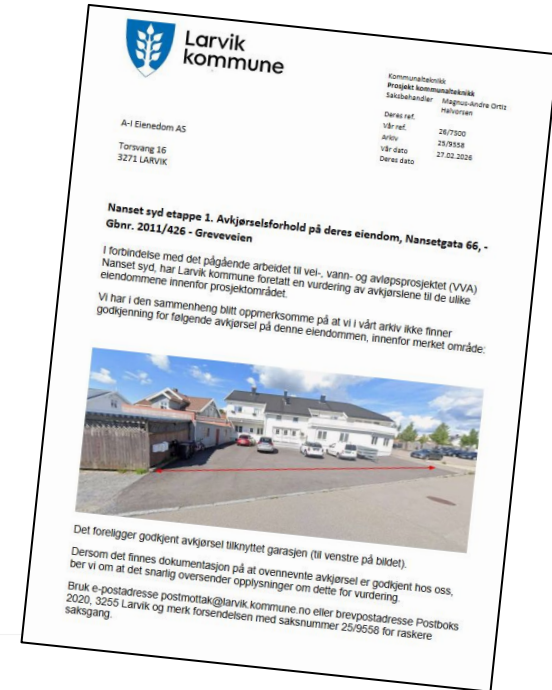 Larvik
kommune
Kommunalteknikk
Prosjekt kommunalteknikk
Saksbehandler Magnus-Andre Ortiz
Halvorsen
Deres ref.
Vår ref. 26/7500
Arkiv 25/9558
Vår dato 27.02.2026
Deres dato
A-I Eienedom AS
Torsvang 16
3271 LARVIK
Nanset syd etappe 1. Avkjørselsforhold på deres eiendom, Nansetgata 66, -
Gbnr. 2011/426 - Greveveien
I forbindelse med det pågående arbeidet til vei-, vann- og avløpsprosjektet (VVA)
Nanset syd, har Larvik kommune foretatt en vurdering av avkjørslene til de ulike
eiendommene innenfor prosjektområdet.
Vi har i den sammenheng blitt oppmerksomme på at vi i vårt arkiv ikke finner
godkjenning for følgende avkjørsel på denne eiendommen, innenfor merket område:
Det foreligger godkjent avkjørsel tilknyttet garasjen (til venstre på bildet).
Dersom det finnes dokumentasjon på at ovennevnte avkjørsel er godkjent hos oss,
ber vi om at det snarlig oversender opplysninger om dette for vurdering.
Bruk e-postadresse postmottak@larvik.kommune.no eller brevpostadresse Postboks
2020, 3255 Larvik og merk forsendelsen med saksnummer 25/9558 for raskere
saksgang.